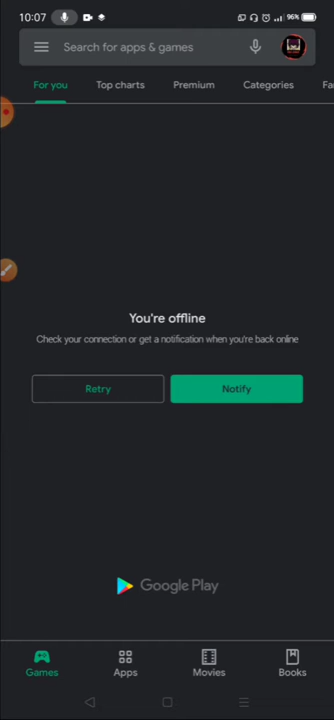 10:07
96%
Search for apps & games
For you
Top charts
Premium
Categories
Fa
You're offline
Check your connection or get a notification when you're back online
Retry
Notify
Google Play
Games
Apps
Movies
Books